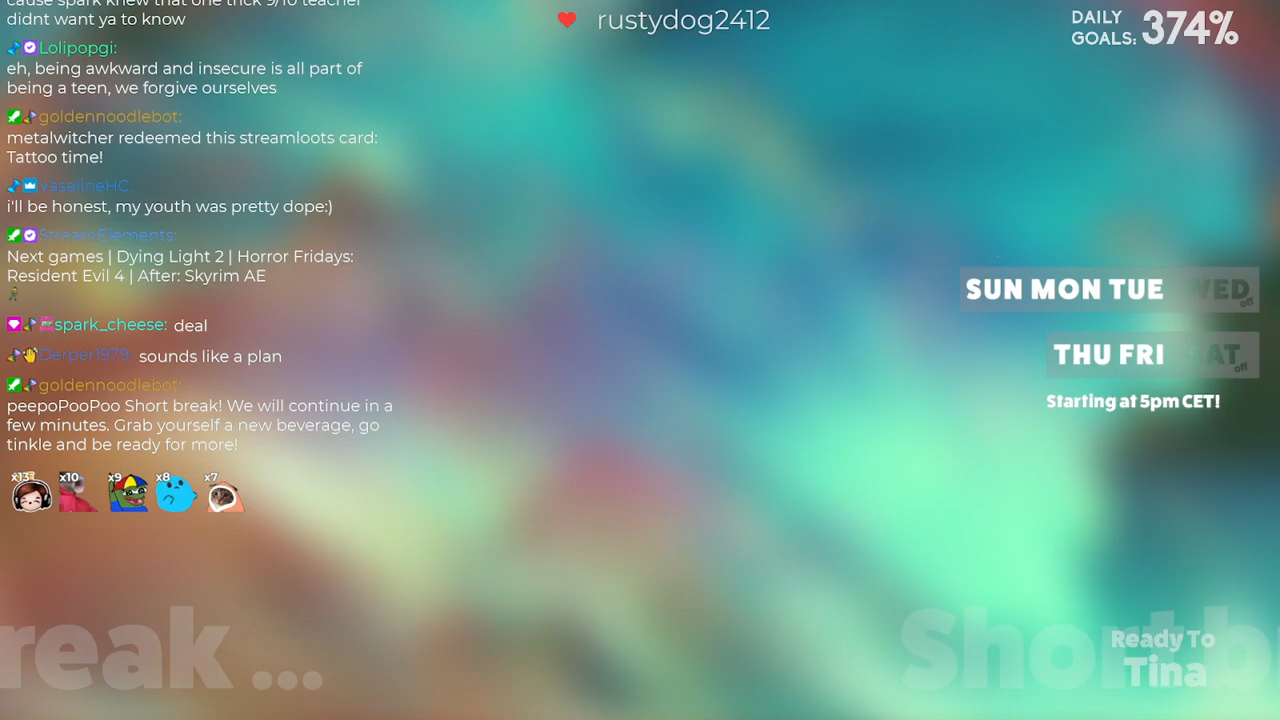 cause spark knew that one trick 9/10 teacher
didnt want ya to know
Lolipopgi:
eh, being awkward and insecure is all part of
being a teen, we forgive ourselves
goldennoodlebot:
metalwitcher redeemed this streamloots card:
Tattoo time!
VaselineHC:
i'll be honest, my youth was pretty dope:)
StreamElements:
Next games | Dying Light 2 | Horror Fridays:
Resident Evil 4 | After: Skyrim AE
spark_cheese: deal
Derper1979: sounds like a plan
goldennoodlebot:
peepoPooPoo Short break! We will continue in a
few minutes. Grab yourself a new beverage, go
tinkle and be ready for more!
x10 x9 x8 x7
rustydog2412
DAILY
GOALS: 374%
SUN MON TUE WED
off
THU FRI SAT
off
Starting at 5pm CET!
reak ...
Short b
Ready To
Tina